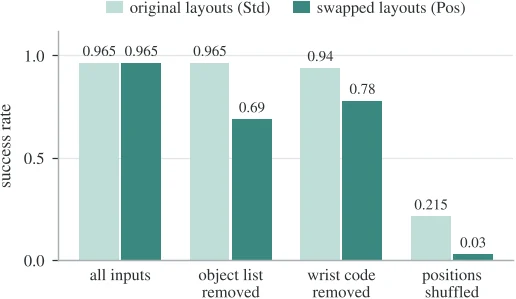 original layouts (Std) swapped layouts (Pos)
success rate
1.0
0.5
0.0
0.965 0.965 0.965 0.69 0.94 0.78 0.215 0.03
all inputs object list wrist code positions
removed removed shuffled